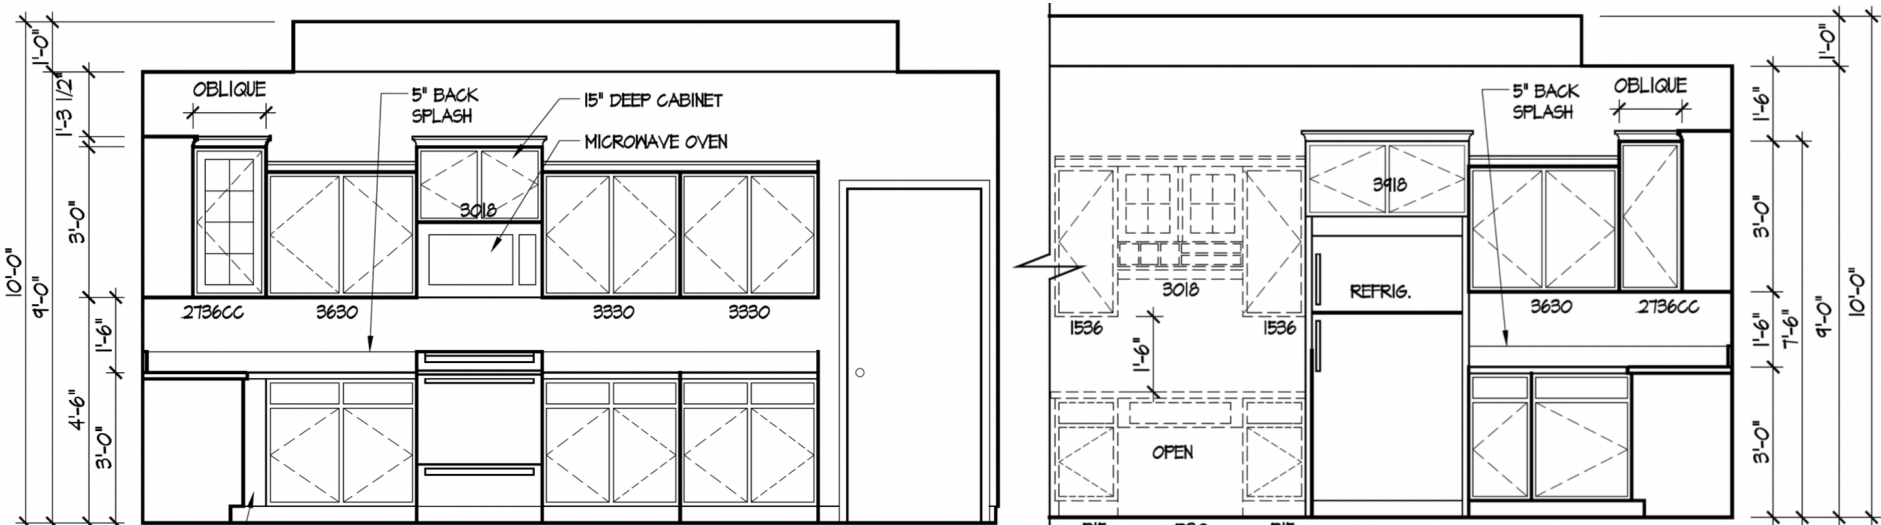 10'-0"
9'-0"
1'-0"
1'-3 1/2"
3'-0"
4'-6"
1'-6"
3'-0"
OBLIQUE
5" BACK
SPLASH
15" DEEP CABINET
MICROWAVE OVEN
3018
2736CC
3630
3330
3330
1536
3018
1536
1'-6"
OPEN
3918
REFRIG.
5" BACK
SPLASH
OBLIQUE
3630
2736CC
1'-6"
3'-0"
1'-6"
3'-0"
7'-6"
1'-0"
9'-0"
10'-0"